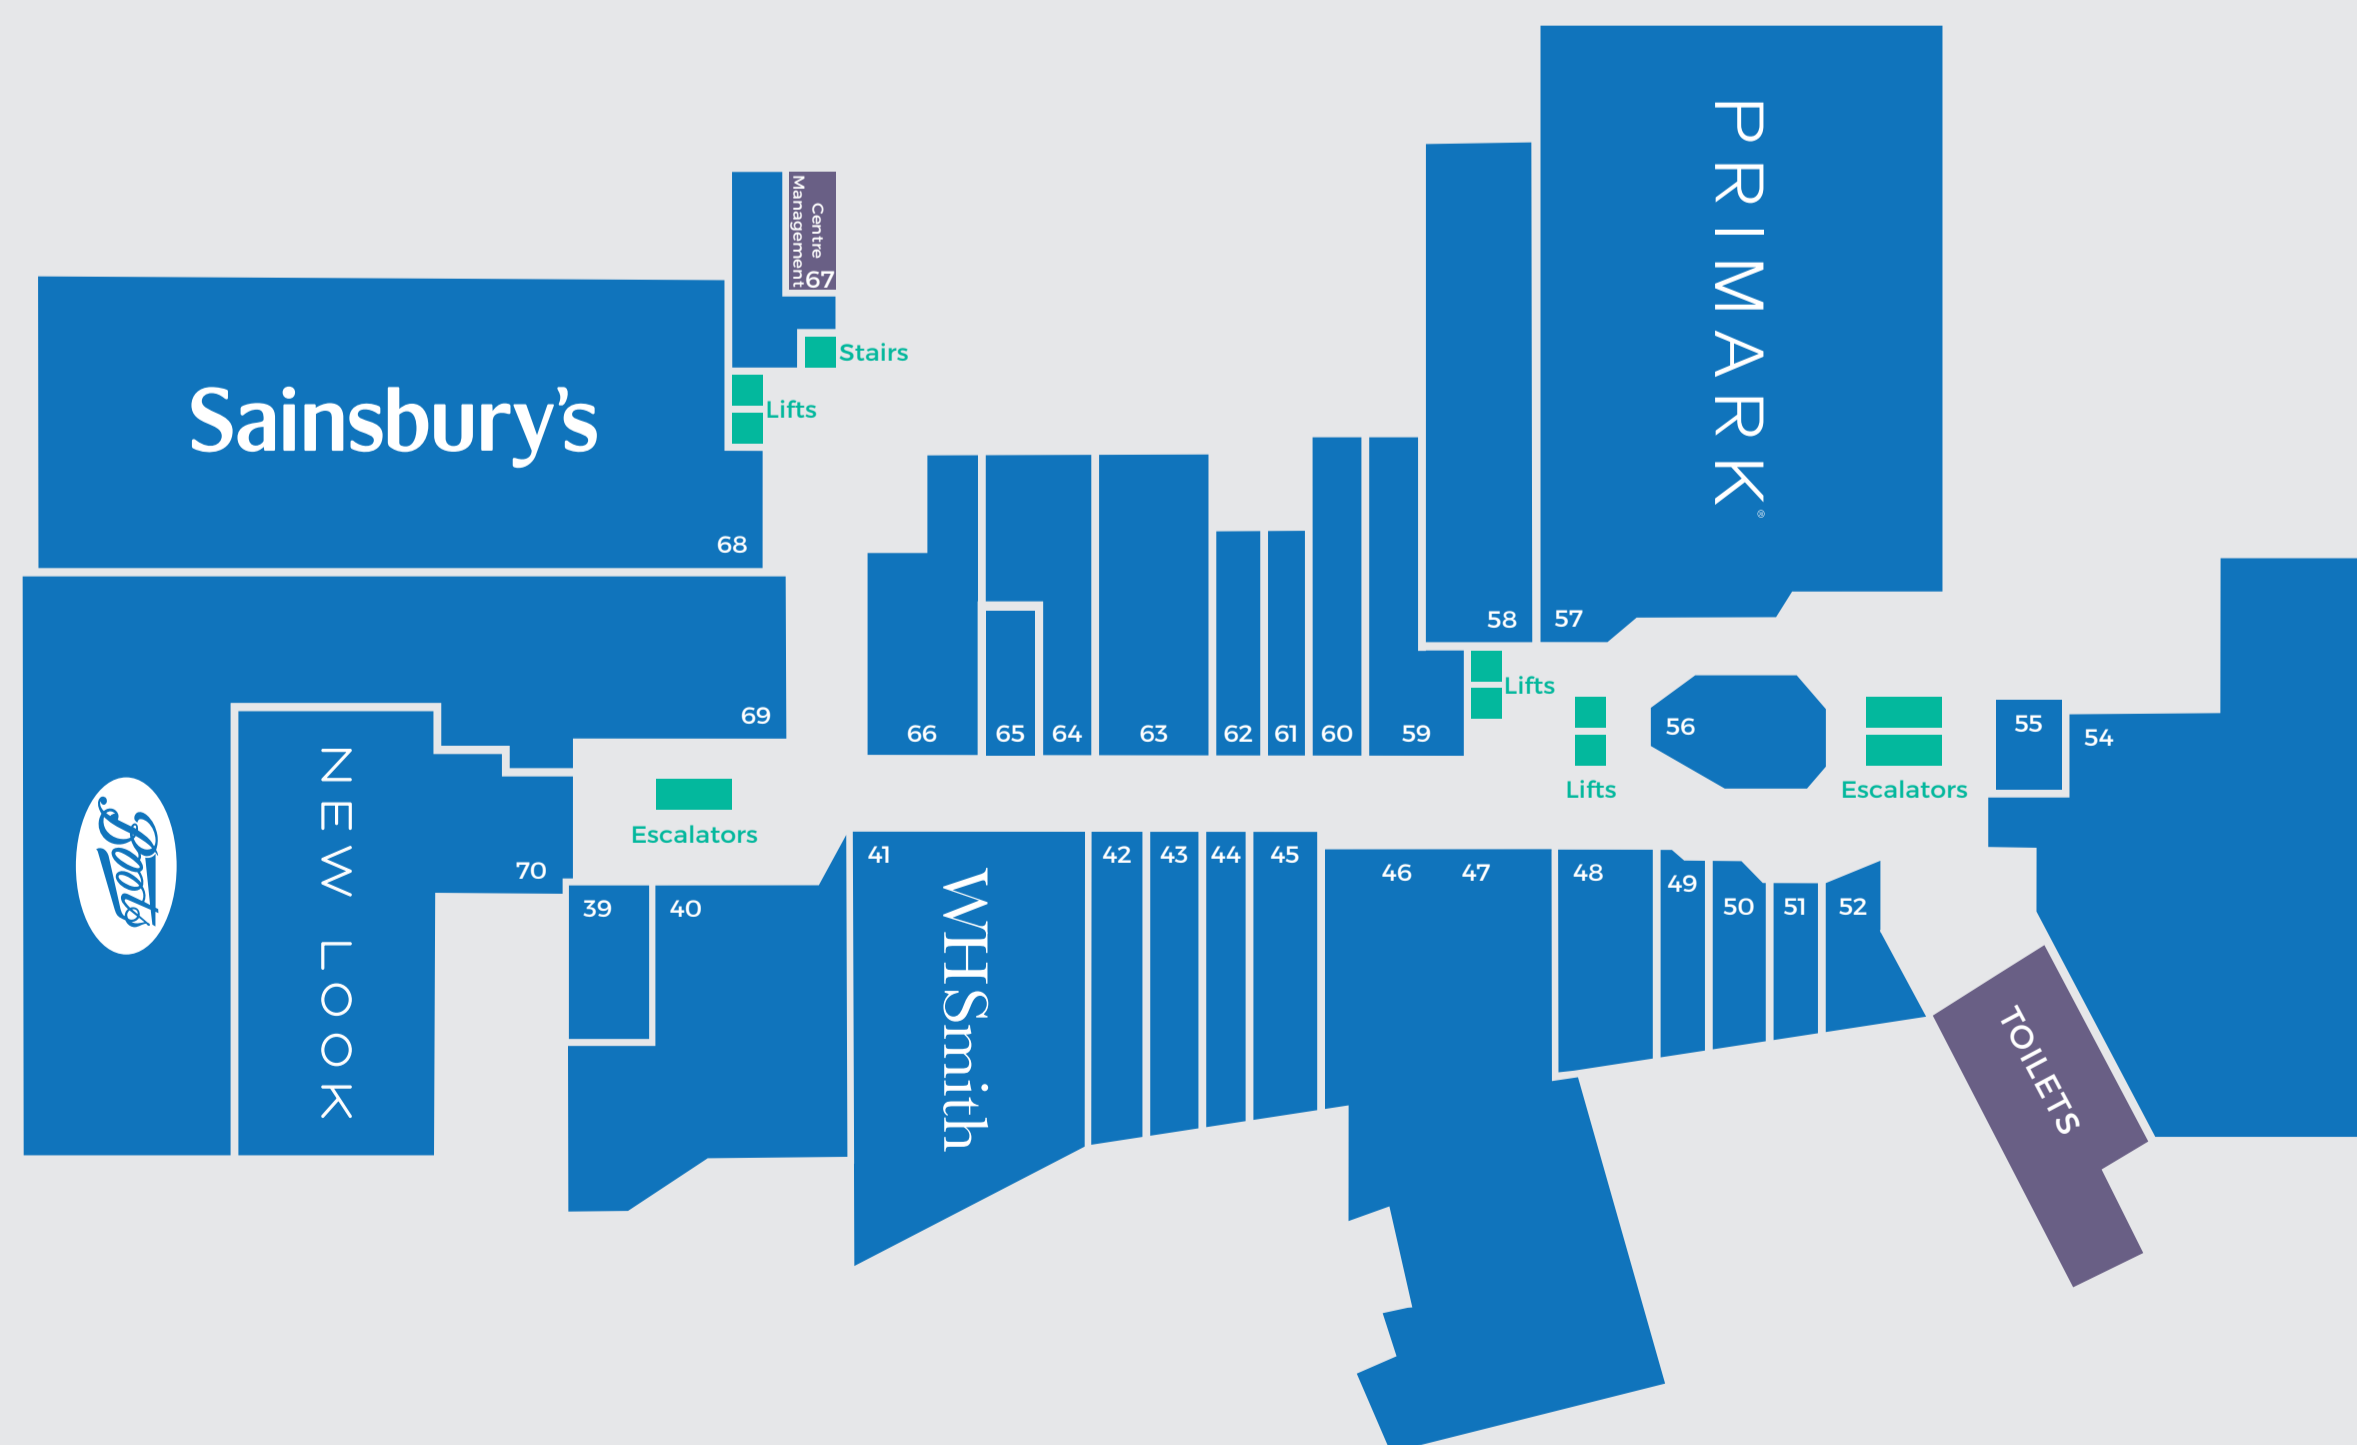 PRIMARK®
Centre
Management
67
Stairs
Lifts
Sainsbury's
68
58
57
Lifts
69
66
65
64
63
62
61
60
59
56
55
54
Lifts
Escalators
NEW LOOK
Boots
Escalators
70
39
40
41
WHSmith
42
43
44
45
46
47
48
49
50
51
52
TOIlETS